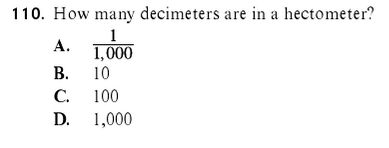 110. How many decimeters are in a hectometer?
A. 1/1,000
B. 10
C. 100
D. 1,000